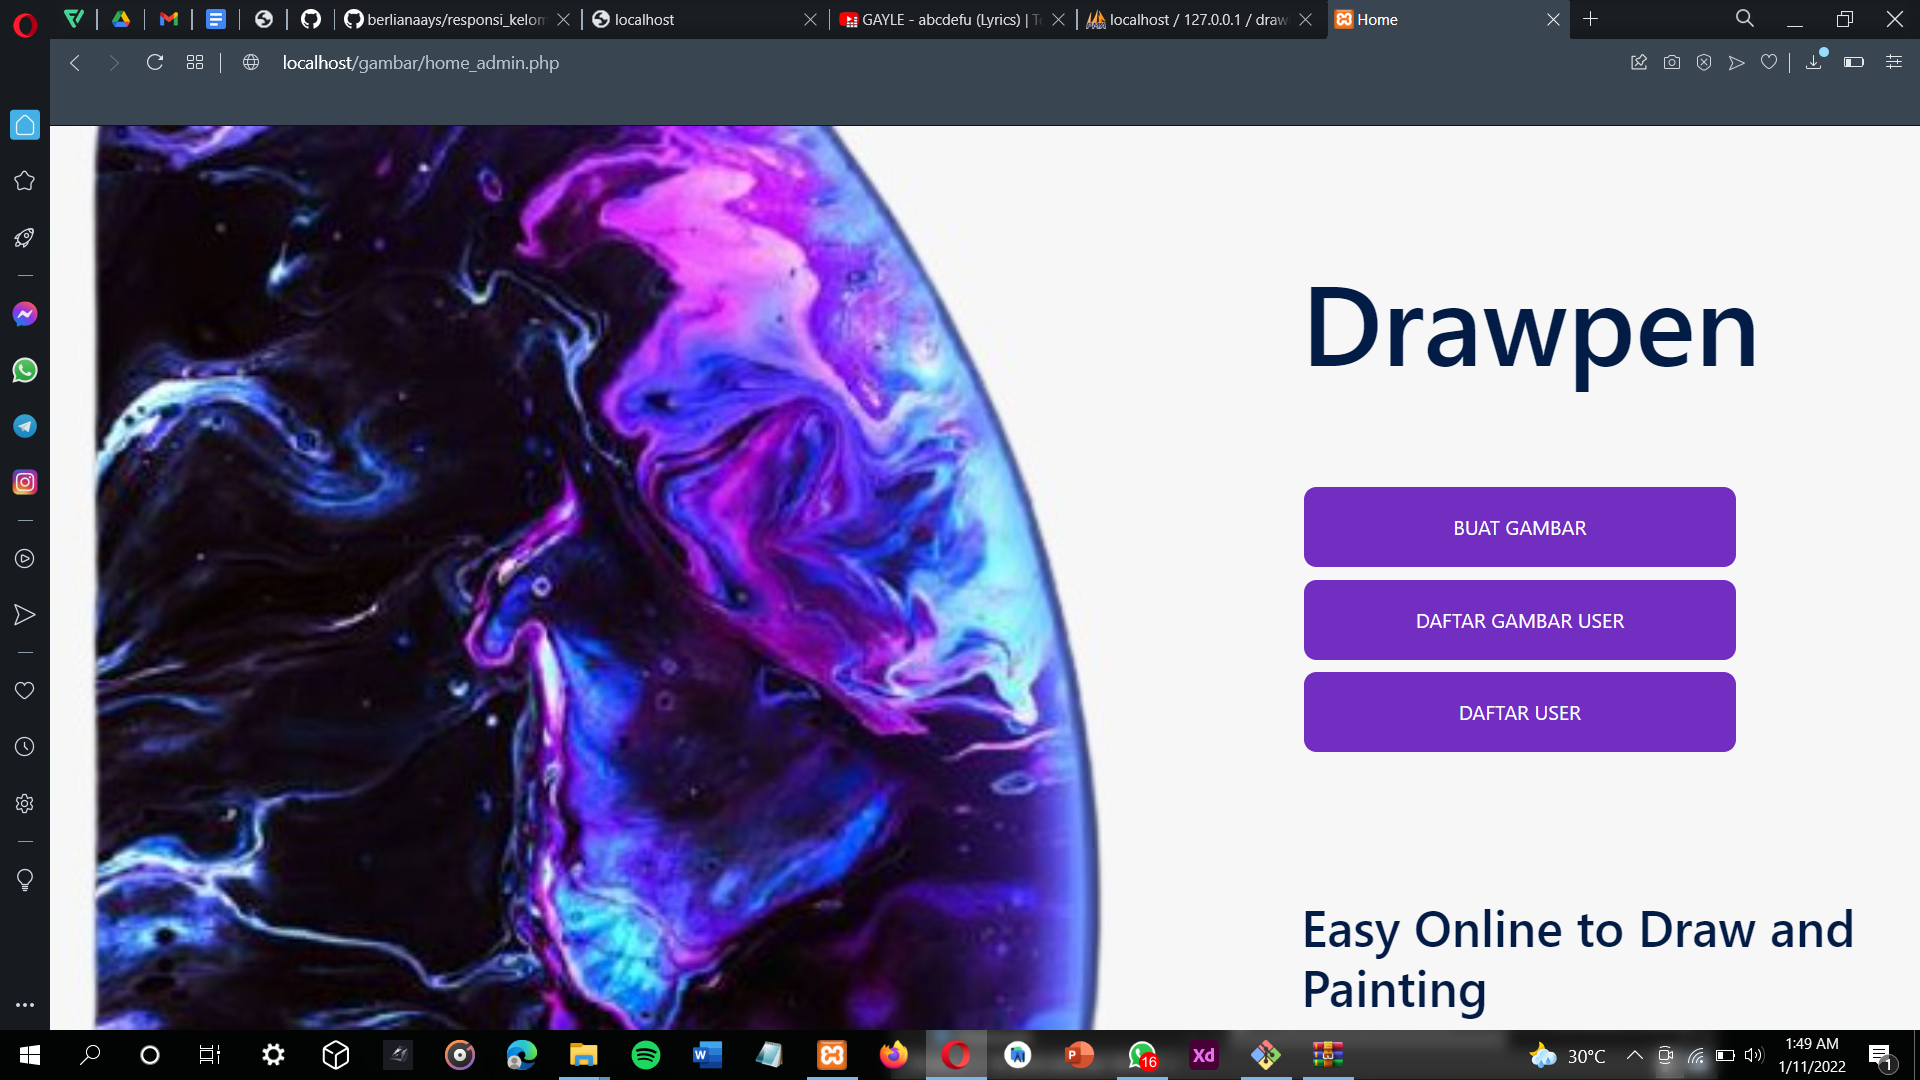 berlianaays/responsi_kelom
localhost
GAYLE - abcdefu (Lyrics) | Te
localhost / 127.0.0.1 / draw
Home
localhost/gambar/home_admin.php
Drawpen
BUAT GAMBAR
DAFTAR GAMBAR USER
DAFTAR USER
Easy Online to Draw and
Painting
16
Xd
30°C
1:49 AM
1/11/2022
1